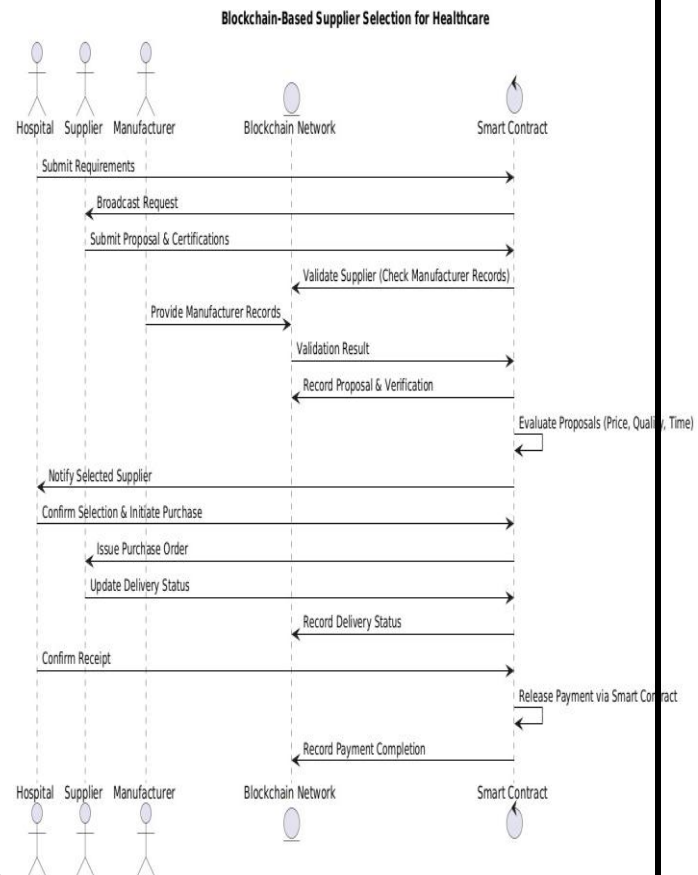 Blockchain-Based Supplier Selection for Healthcare
Hospital Supplier Manufacturer Blockchain Network Smart Contract
Submit Requirements
Broadcast Request
Submit Proposal & Certifications
Validate Supplier (Check Manufacturer Records)
Provide Manufacturer Records
Validation Result
Record Proposal & Verification
Evaluate Proposals (Price, Quality, Time)
Notify Selected Supplier
Confirm Selection & Initiate Purchase
Issue Purchase Order
Update Delivery Status
Record Delivery Status
Confirm Receipt
Release Payment via Smart Contract
Record Payment Completion
Hospital Supplier Manufacturer Blockchain Network Smart Contract